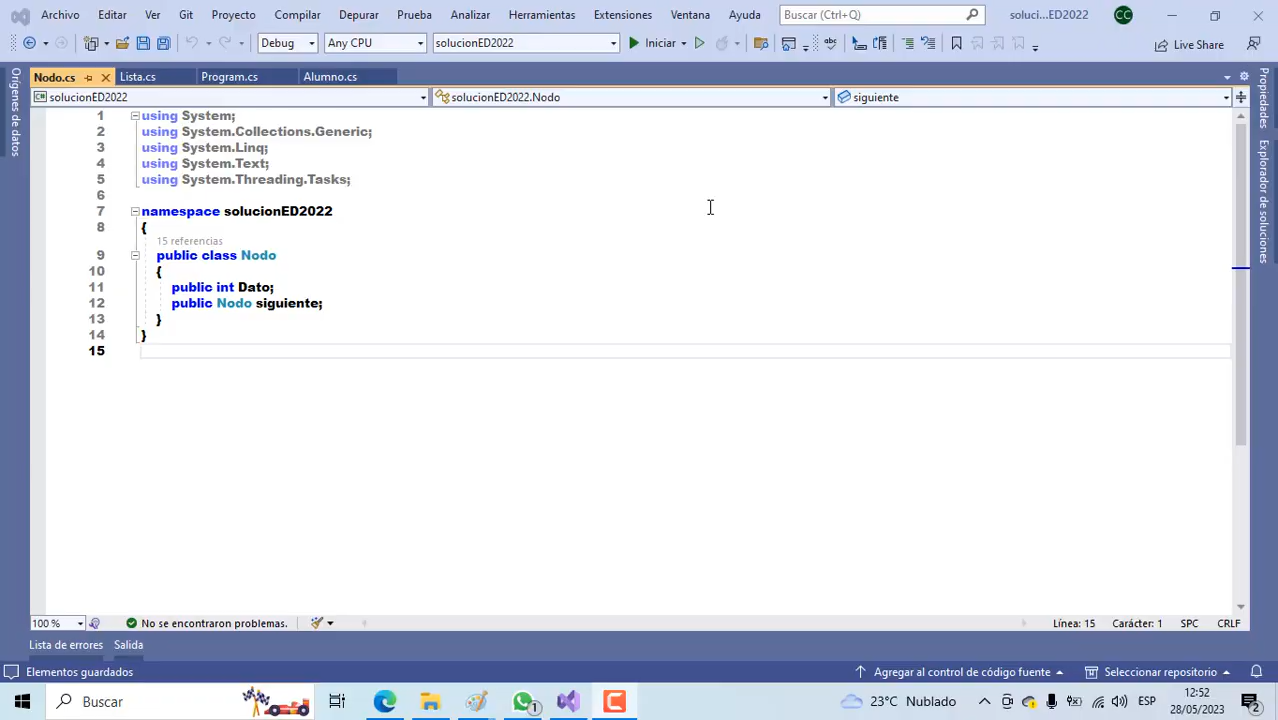 Archivo Editar Ver Git Proyecto Compilar Depurar Prueba Analizar Herramientas Extensiones Ventana Ayuda Buscar (Ctrl+Q) soluci...ED2022 CC
Debug Any CPU solucionED2022 Iniciar Live Share
Nodo.cs Lista.cs Program.cs Alumno.cs
solucionED2022 solucionED2022.Nodo siguiente
Orígenes de datos
Propiedades
Explorador de soluciones
1 using System;
2 using System.Collections.Generic;
3 using System.Linq;
4 using System.Text;
5 using System.Threading.Tasks;
6
7 namespace solucionED2022
8 {
15 referencias
9 public class Nodo
10 {
11 public int Dato;
12 public Nodo siguiente;
13 }
14 }
15
100 % No se encontraron problemas. Línea: 15 Carácter: 1 SPC CRLF
Lista de errores Salida
Elementos guardados Agregar al control de código fuente Seleccionar repositorio
Buscar 1 23°C Nublado ESP 12:52
28/05/2023 2